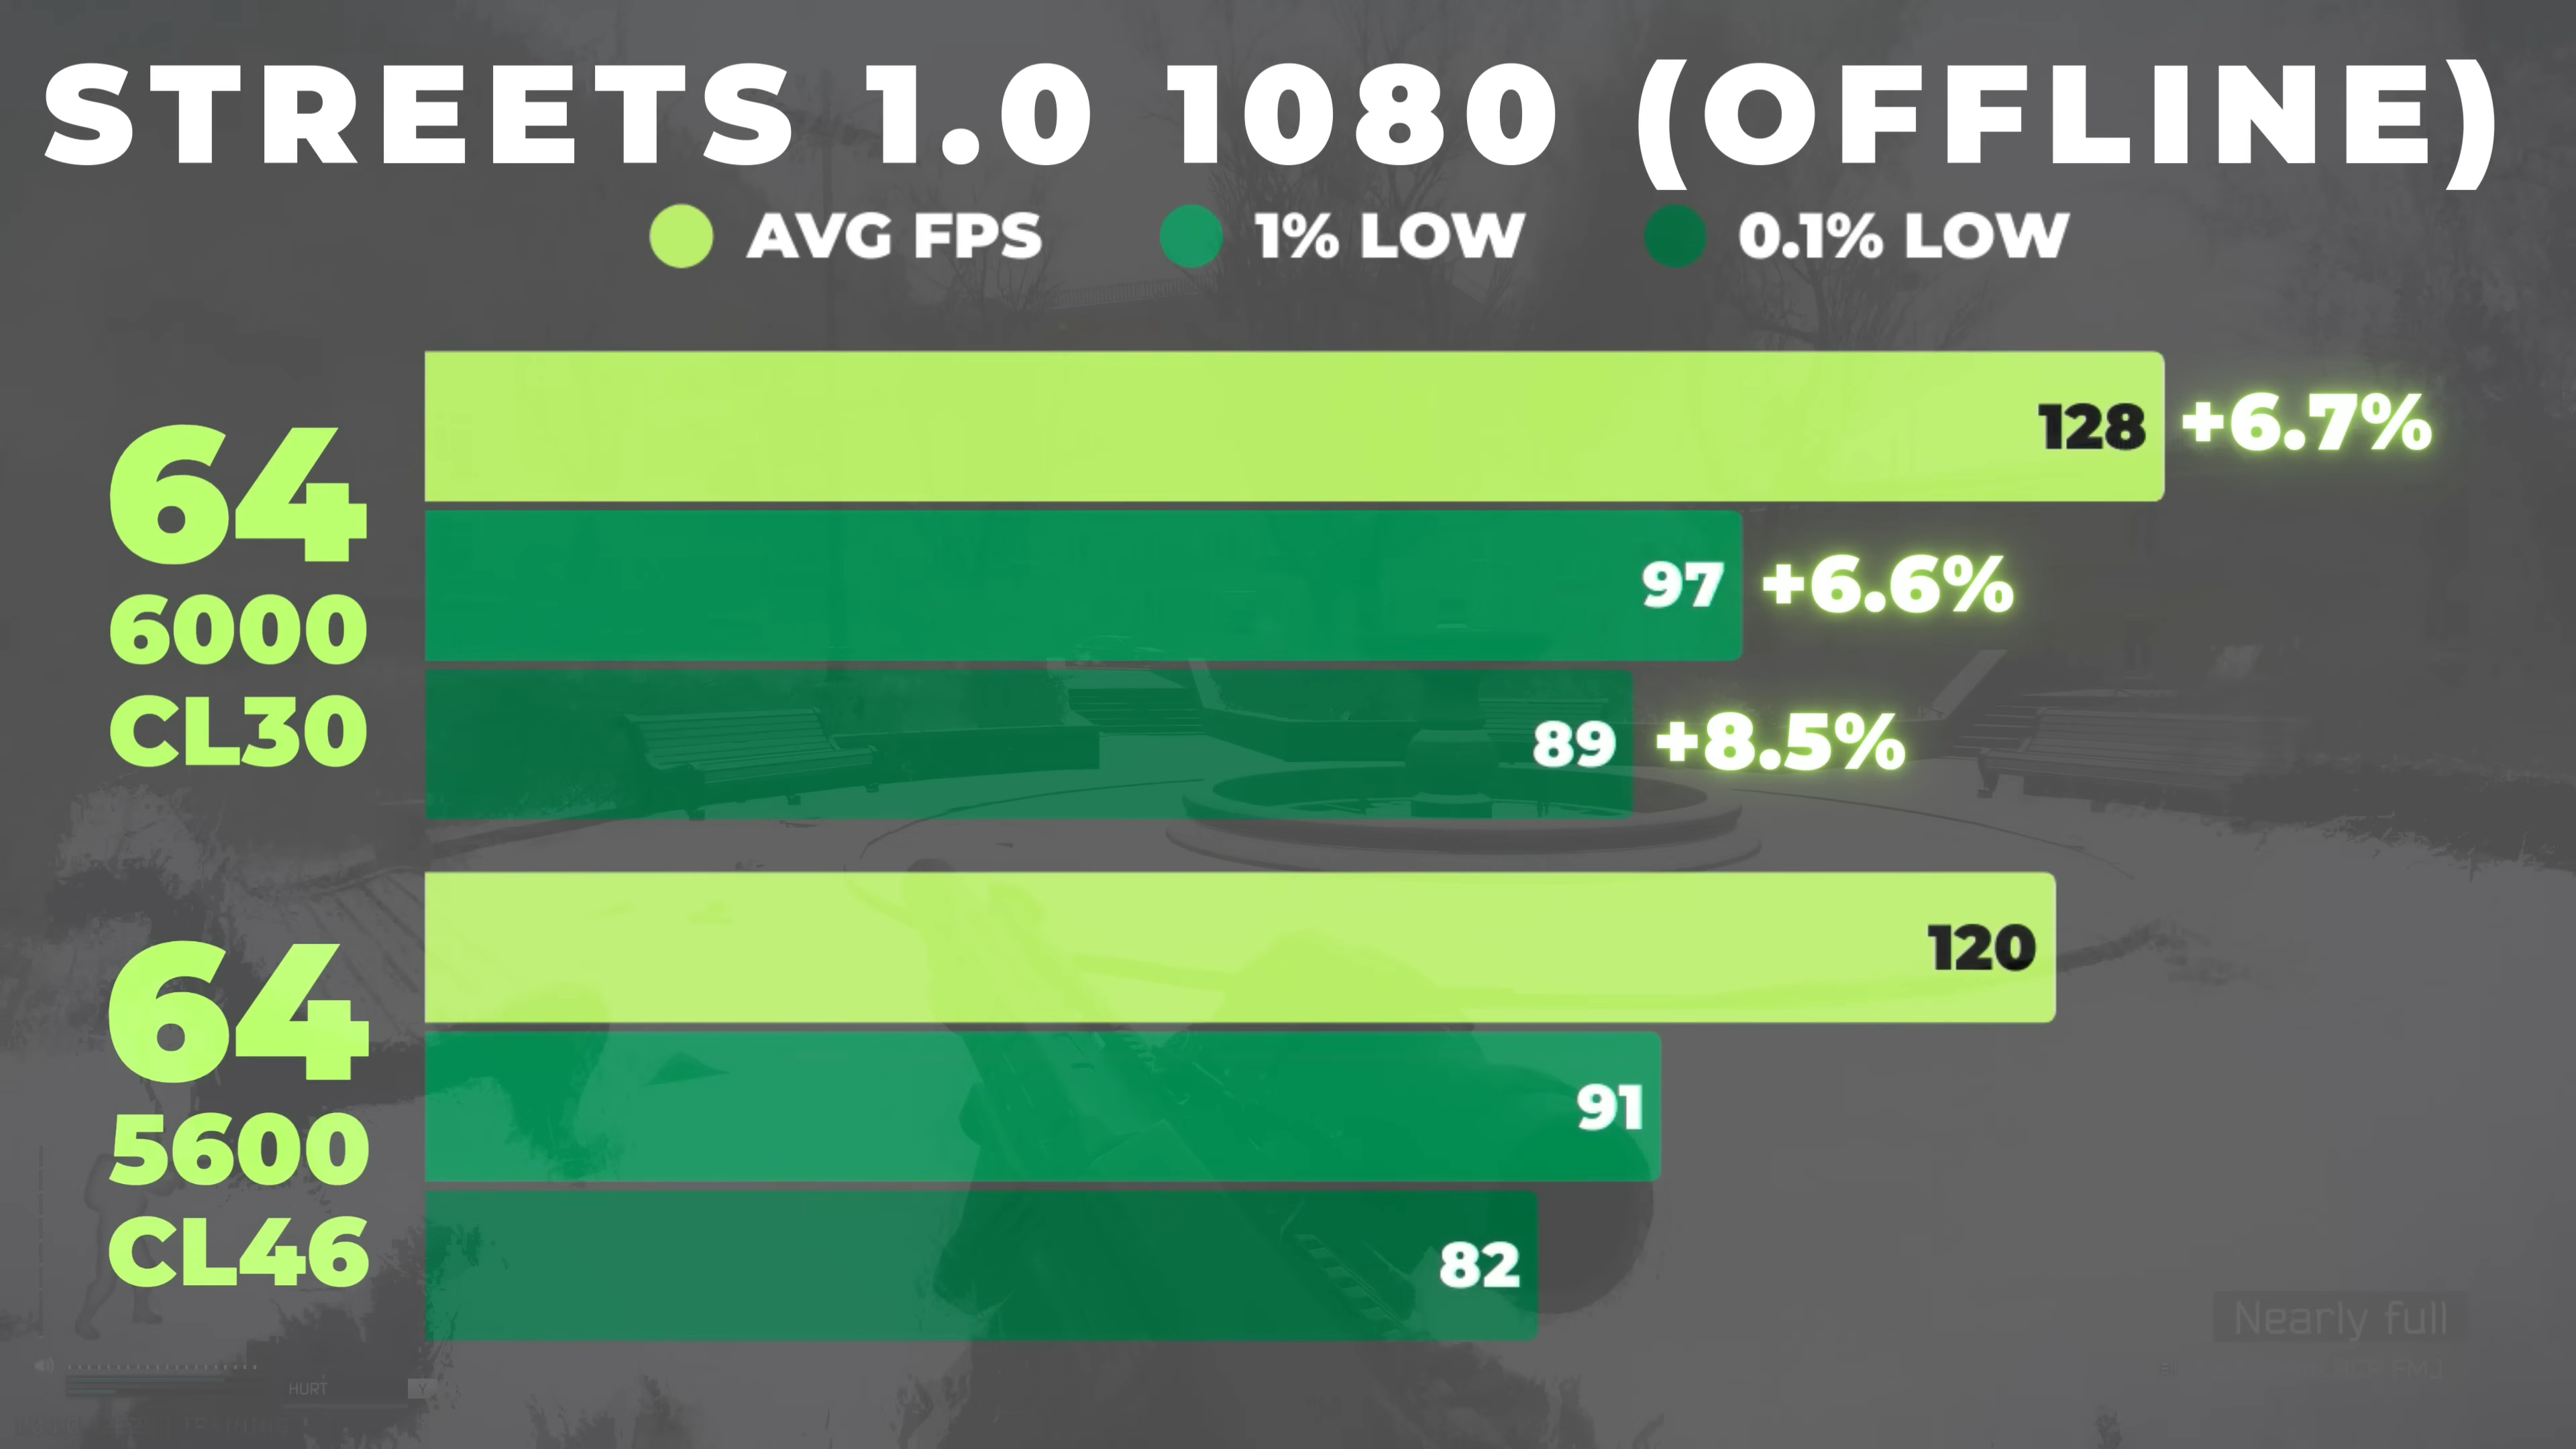 STREETS 1.0 1080 (OFFLINE)
AVG FPS 1% LOW 0.1% LOW
64
6000
CL30
128 +6.7%
97 +6.6%
89 +8.5%
64
5600
CL46
120
91
82
Nearly full
HURT Y